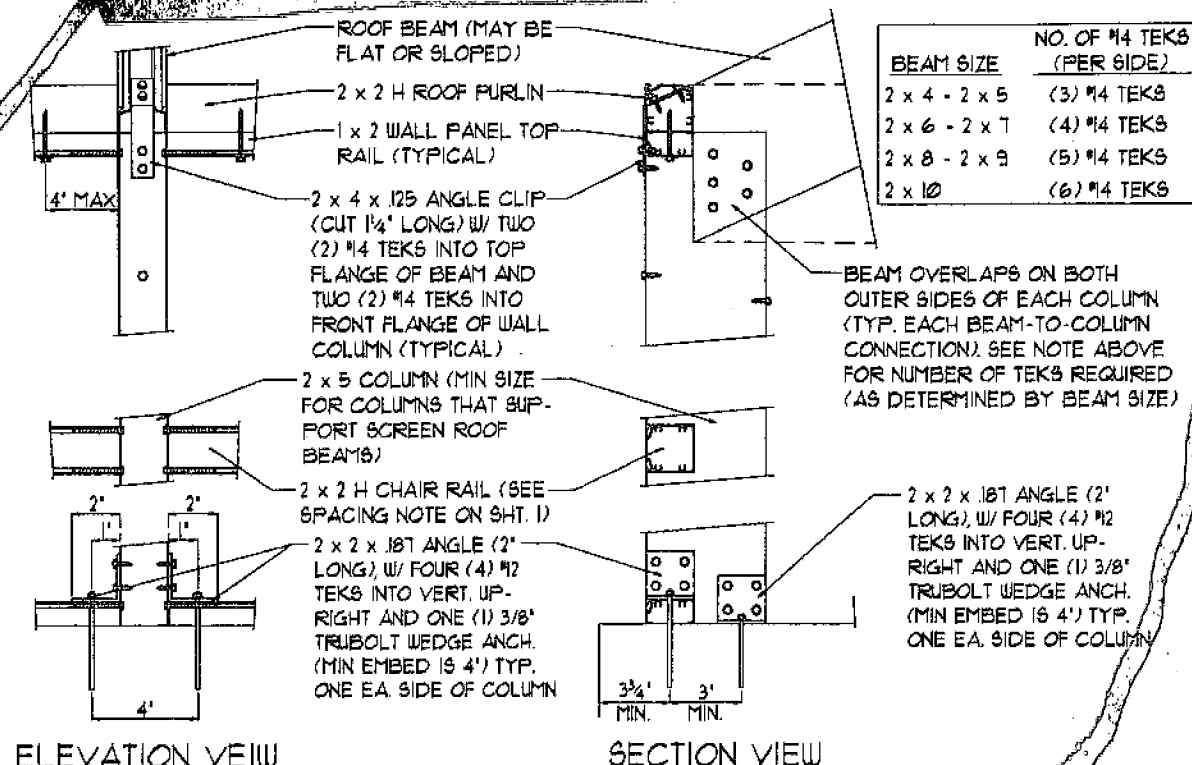 ROOF BEAM (MAY BE
FLAT OR SLOPED)
2 x 2 H ROOF PURLIN
1 x 2 WALL PANEL TOP
RAIL (TYPICAL)
2 x 4 x .125 ANGLE CLIP
(CUT 1¼" LONG) W/ TWO
(2) #14 TEKS INTO TOP
FLANGE OF BEAM AND
TWO (2) #14 TEKS INTO
FRONT FLANGE OF WALL
COLUMN (TYPICAL)
4" MAX
2 x 5 COLUMN (MIN SIZE
FOR COLUMNS THAT SUP-
PORT SCREEN ROOF
BEAMS)
2 x 2 H CHAIR RAIL (SEE
SPACING NOTE ON SHT. 1)
2 x 2 x .187 ANGLE (2"
LONG), W/ FOUR (4) #12
TEKS INTO VERT. UP-
RIGHT AND ONE (1) 3/8"
TRUBOLT WEDGE ANCH.
(MIN EMBED IS 4") TYP.
ONE EA. SIDE OF COLUMN
2"
2"
1"
1"
4"
ELEVATION VEIW
NO. OF #14 TEKS
BEAM SIZE (PER SIDE)
2 x 4 - 2 x 5 (3) #14 TEKS
2 x 6 - 2 x 7 (4) #14 TEKS
2 x 8 - 2 x 9 (5) #14 TEKS
2 x 10 (6) #14 TEKS
BEAM OVERLAPS ON BOTH
OUTER SIDES OF EACH COLUMN
(TYP. EACH BEAM-TO-COLUMN
CONNECTION). SEE NOTE ABOVE
FOR NUMBER OF TEKS REQUIRED
(AS DETERMINED BY BEAM SIZE)
2 x 2 x .187 ANGLE (2"
LONG), W/ FOUR (4) #12
TEKS INTO VERT. UP-
RIGHT AND ONE (1) 3/8"
TRUBOLT WEDGE ANCH.
(MIN EMBED IS 4") TYP.
ONE EA. SIDE OF COLUMN
3¾" 3"
MIN. MIN.
SECTION VIEW